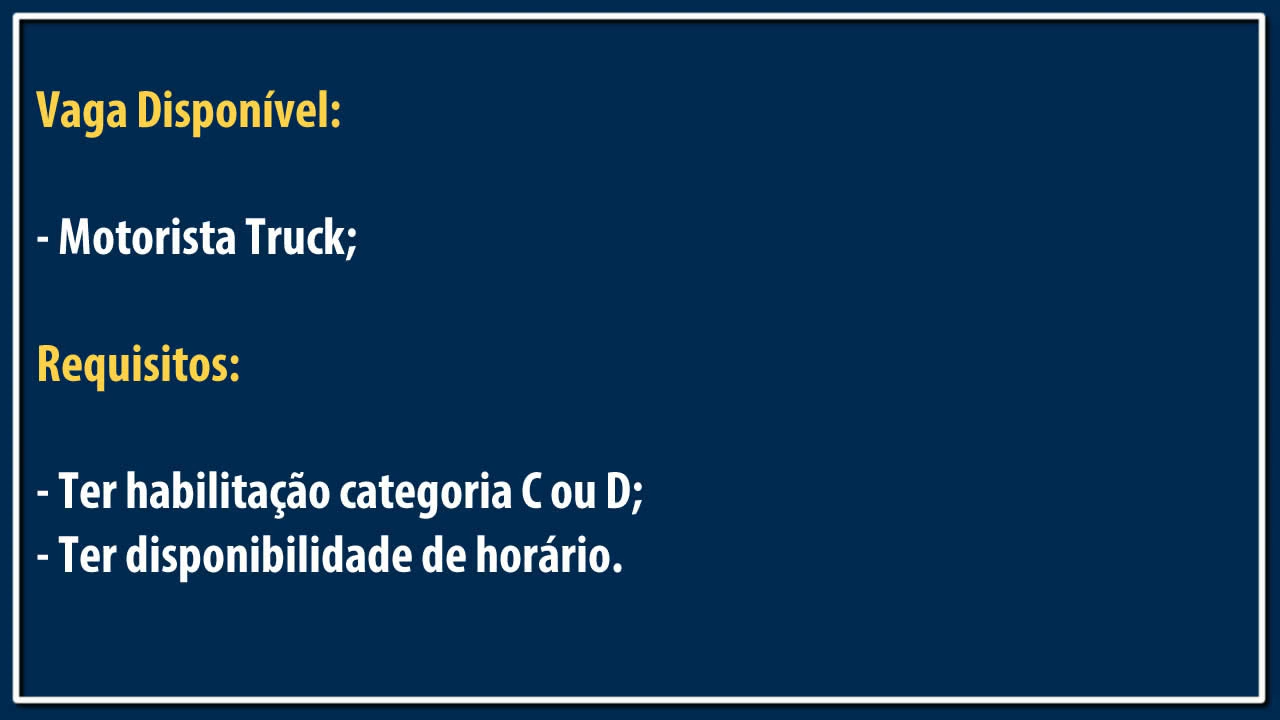 Vaga Disponível:
- Motorista Truck;
Requisitos:
- Ter habilitação categoria C ou D;
- Ter disponibilidade de horário.